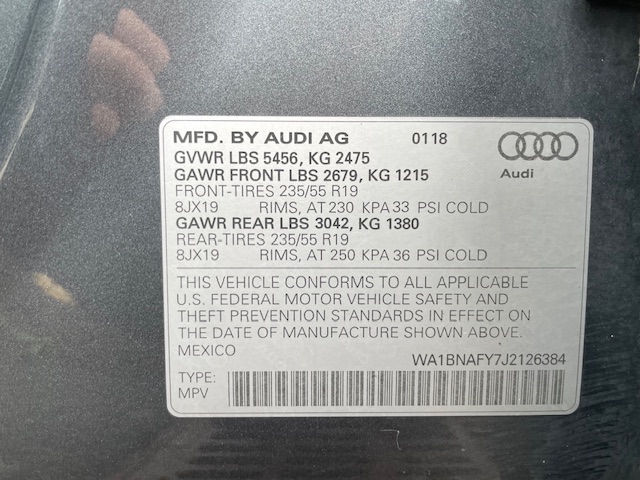 MFD. BY AUDI AG 0118
GVWR LBS 5456, KG 2475
GAWR FRONT LBS 2679, KG 1215
FRONT-TIRES 235/55 R19
8JX19 RIMS, AT 230 KPA 33 PSI COLD
GAWR REAR LBS 3042, KG 1380
REAR-TIRES 235/55 R19
8JX19 RIMS, AT 250 KPA 36 PSI COLD
Audi
THIS VEHICLE CONFORMS TO ALL APPLICABLE
U.S. FEDERAL MOTOR VEHICLE SAFETY AND
THEFT PREVENTION STANDARDS IN EFFECT ON
THE DATE OF MANUFACTURE SHOWN ABOVE.
MEXICO WA1BNAFY7J2126384
TYPE:
MPV